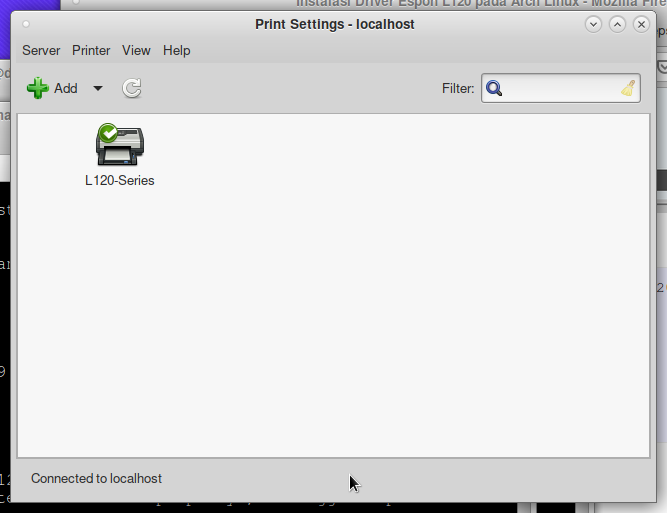 Instalasi Driver Espon L120 pada Arch Linux - Mozilla Fire
Print Settings - localhost
Server Printer View Help
Add
Filter:
L120-Series
Connected to localhost